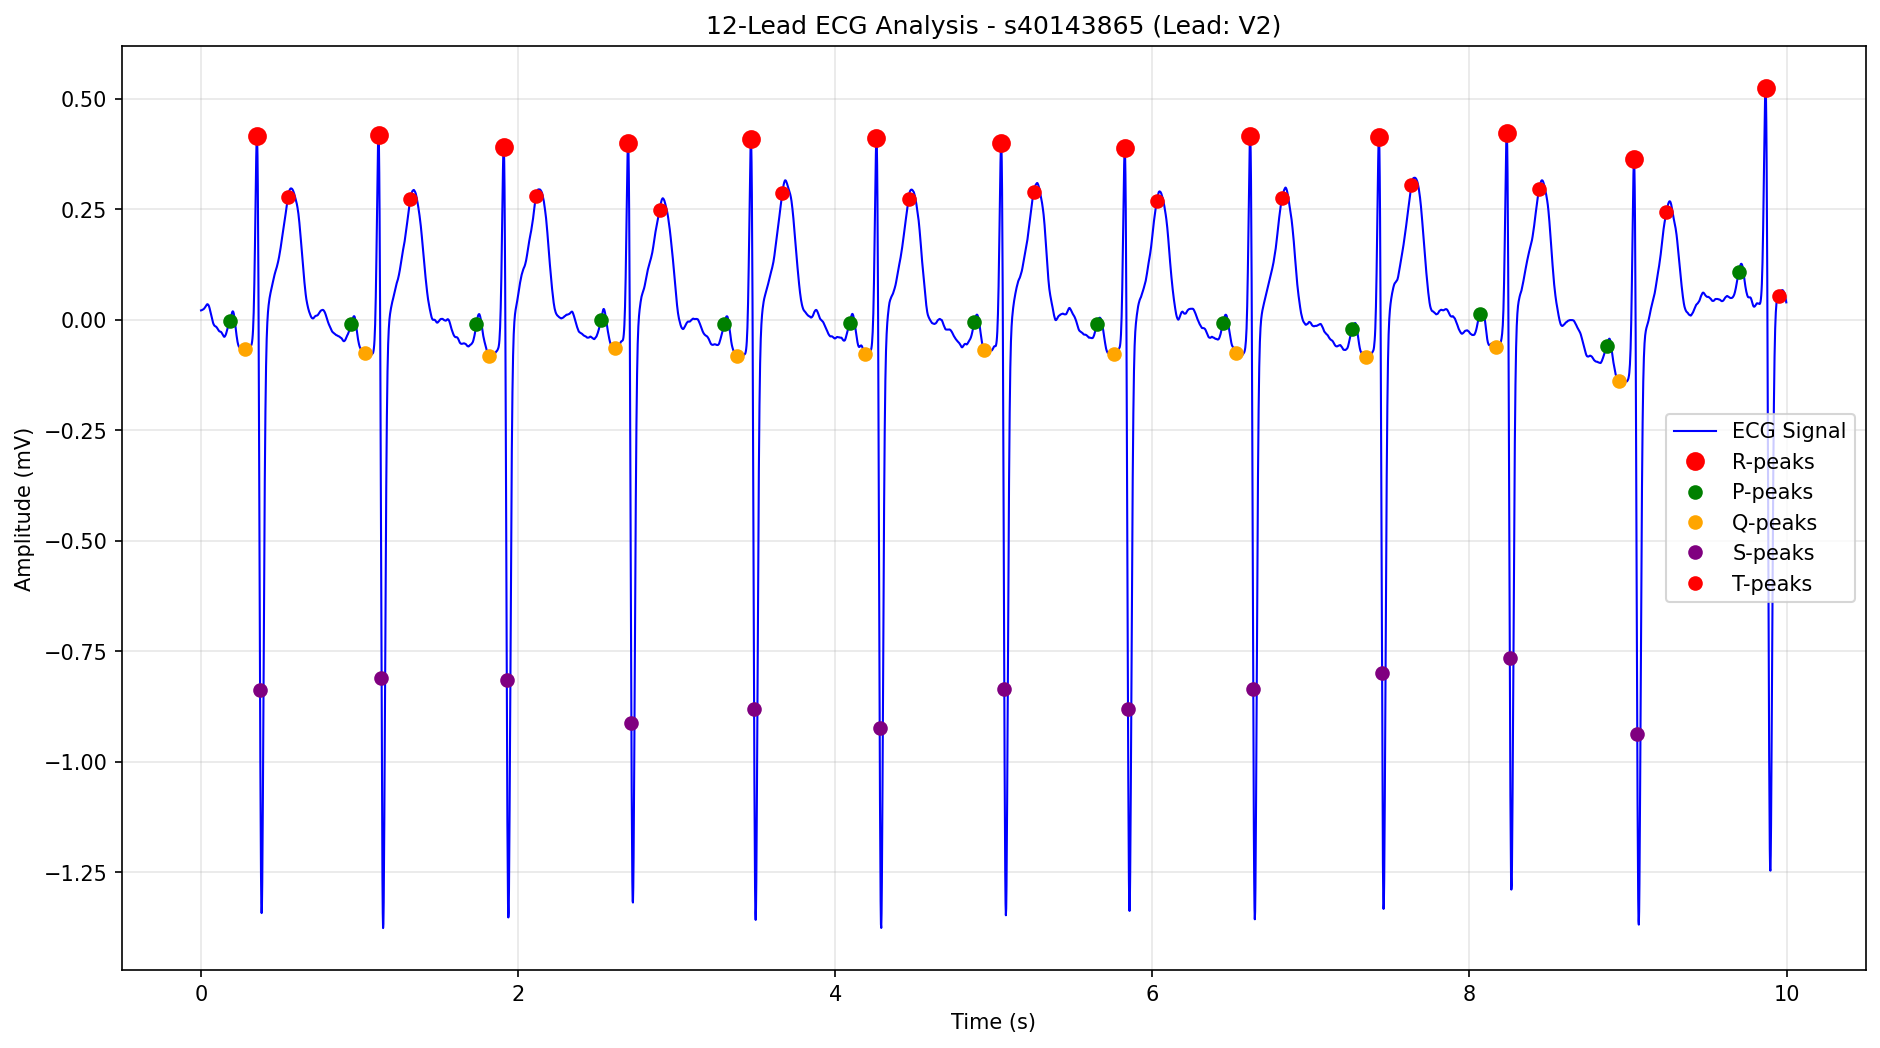 12-Lead ECG Analysis - s40143865 (Lead: V2)
Amplitude (mV)
0.50
0.25
0.00
−0.25
−0.50
−0.75
−1.00
−1.25
ECG Signal
R-peaks
P-peaks
Q-peaks
S-peaks
T-peaks
0 2 4 6 8 10
Time (s)